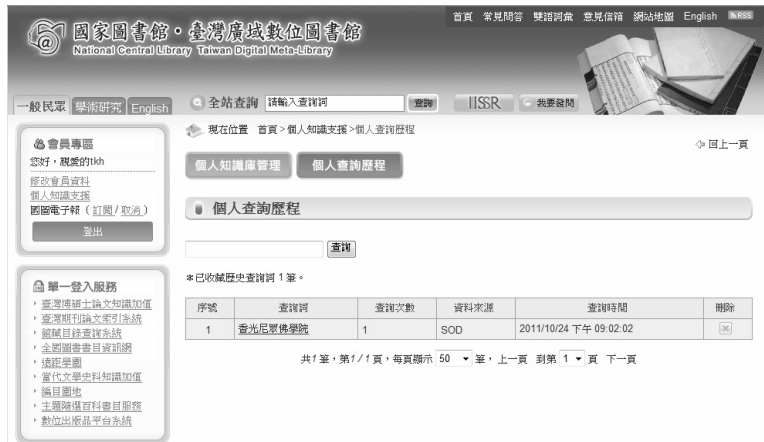 首頁 常見問答 雙語詞彙 意見信箱 網站地圖 English RSS
國家圖書館・臺灣廣域數位圖書館
National Central Library Taiwan Digital Meta-Library
一般民眾 學術研究 English
全站查詢 請輸入查詢詞 查詢 IISSR 我要發問
現在位置 首頁>個人知識支援>個人查詢歷程
回上一頁
會員專區
您好，親愛的tkh
修改會員資料
個人知識支援
國圖電子報 (訂閱/取消)
登出
個人知識庫管理 個人查詢歷程
個人查詢歷程
查詢
*已收藏歷史查詢詞 1 筆。
序號 查詢詞 查詢次數 資料來源 查詢時間 刪除
1 香光尼眾佛學院 1 SOD 2011/10/24 下午 09:02:02
共1筆，第1/1頁，每頁顯示 50 筆，上一頁 到第 1 頁 下一頁
單一登入服務
臺灣博碩士論文知識加值
臺灣期刊論文索引系統
館藏目錄查詢系統
全國圖書書目資訊網
遠距學園
當代文學史料知識加值
編目園地
主題隨選百科書目服務
數位出版品平台系統